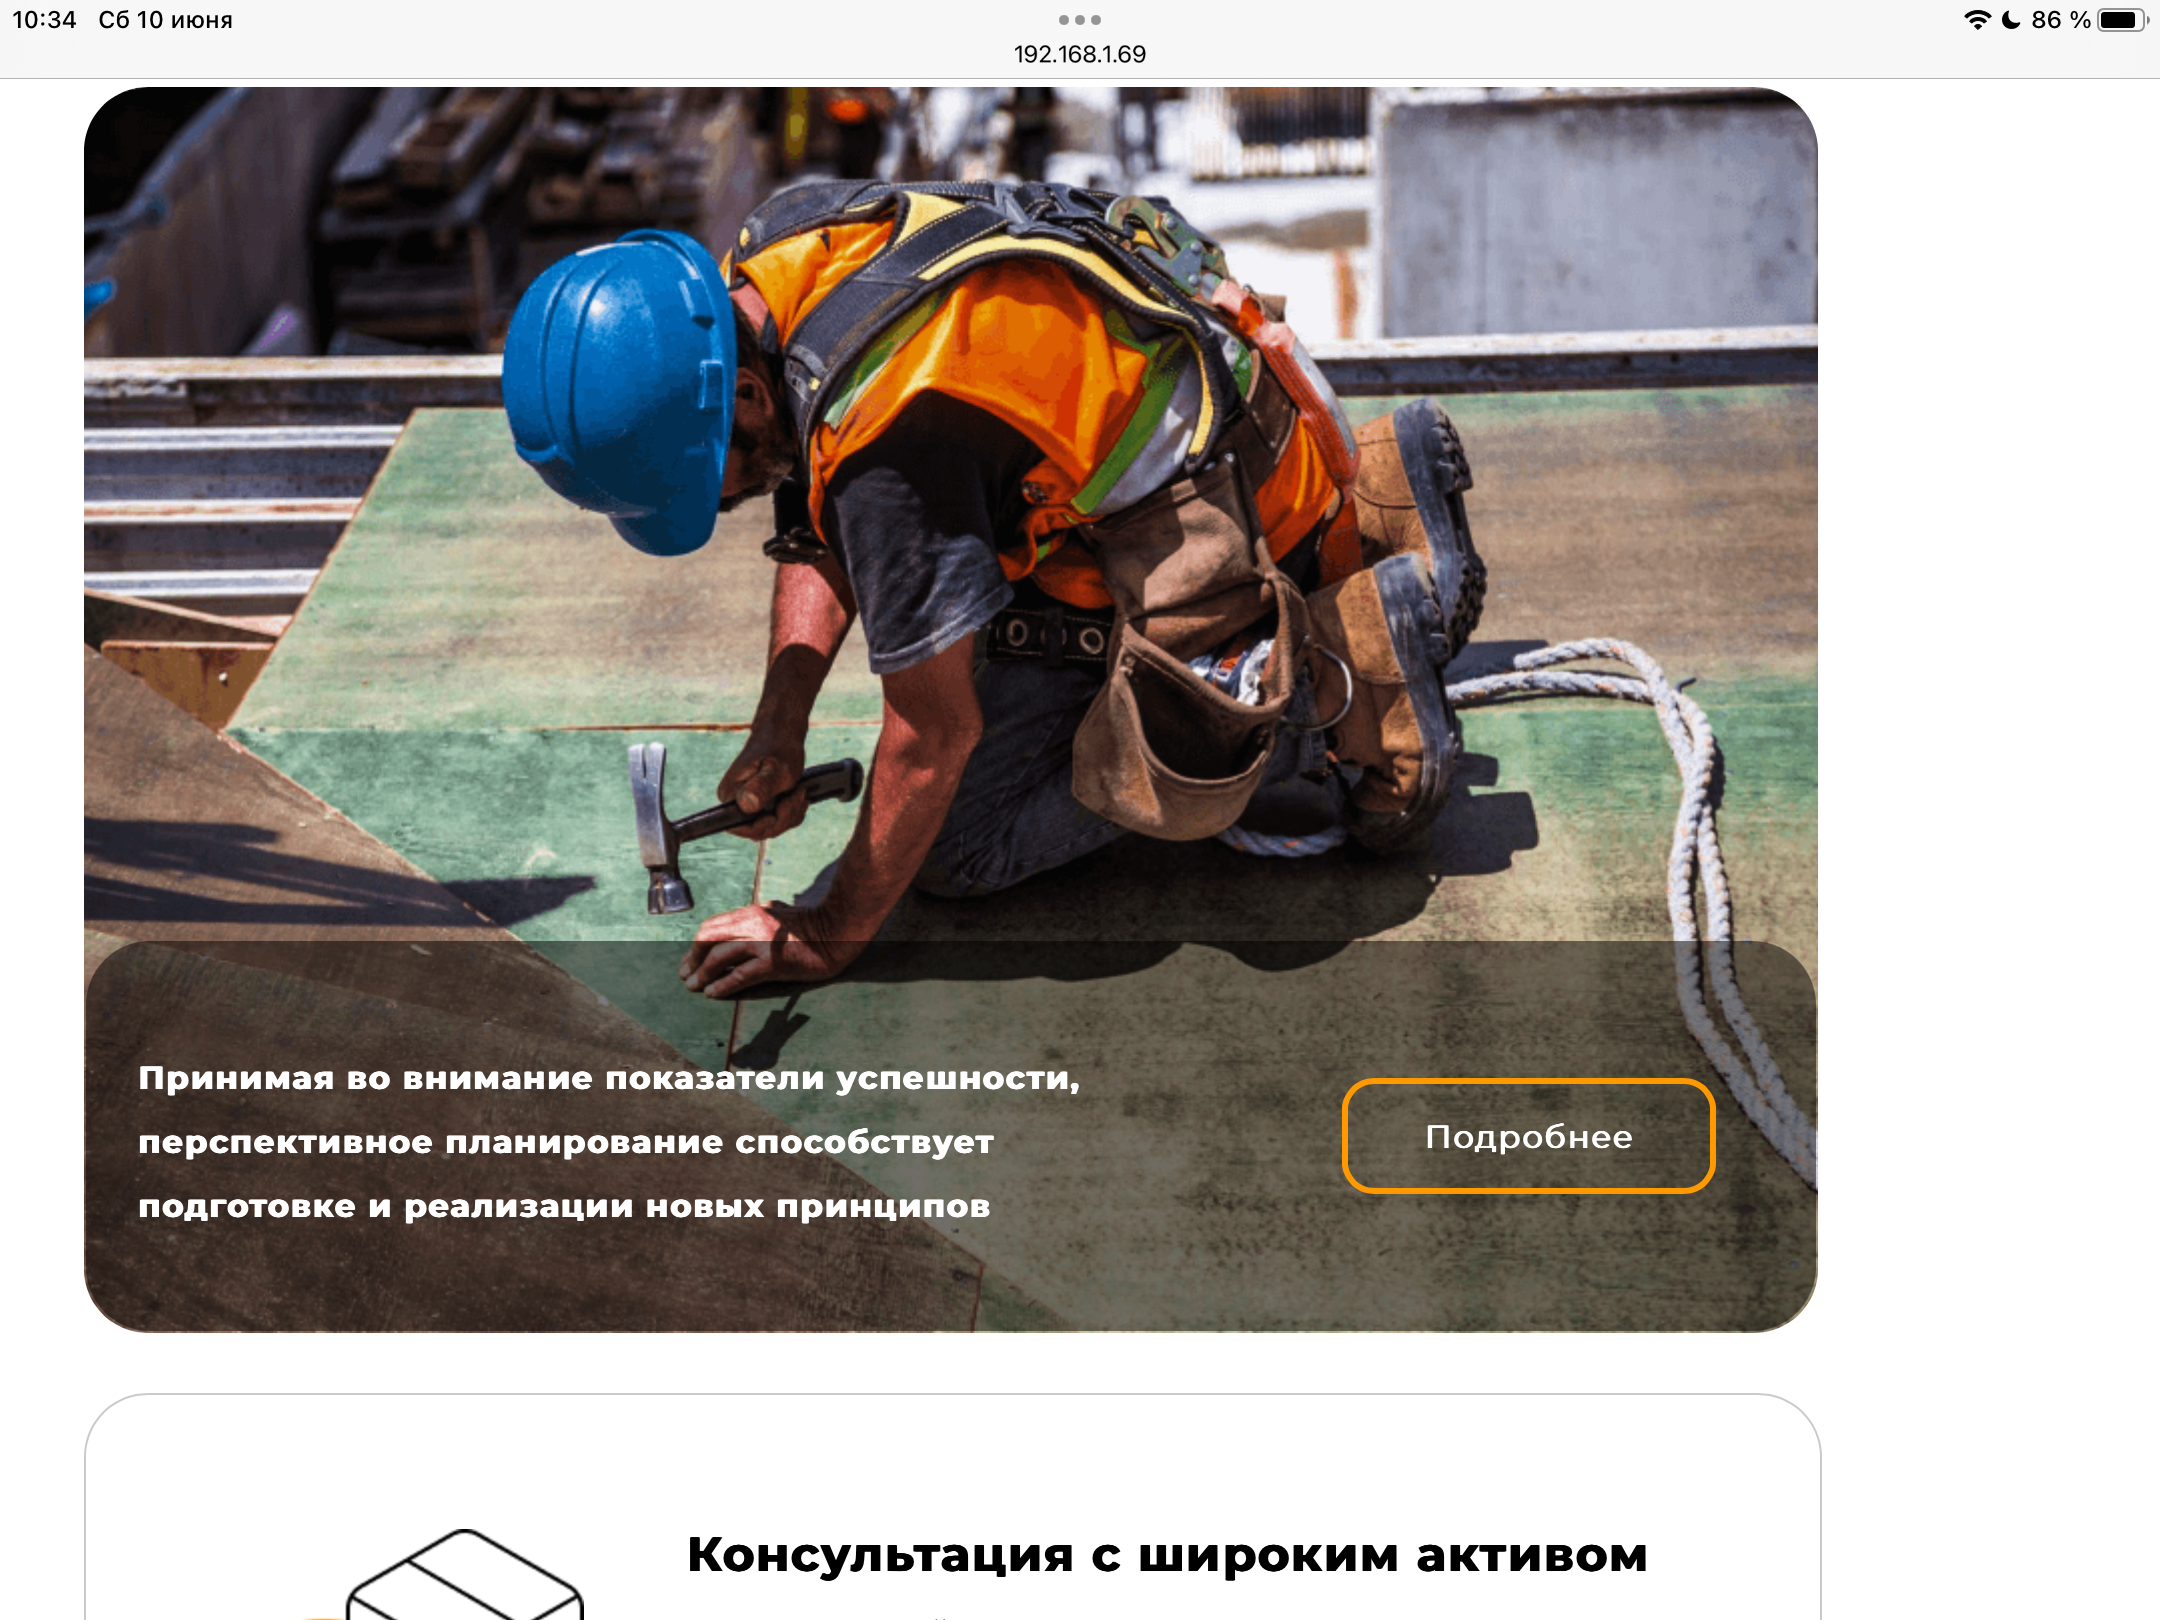 10:34 Сб 10 июня
86 %
192.168.1.69
Принимая во внимание показатели успешности,
перспективное планирование способствует
подготовке и реализации новых принципов
Подробнее
Консультация с широким активом